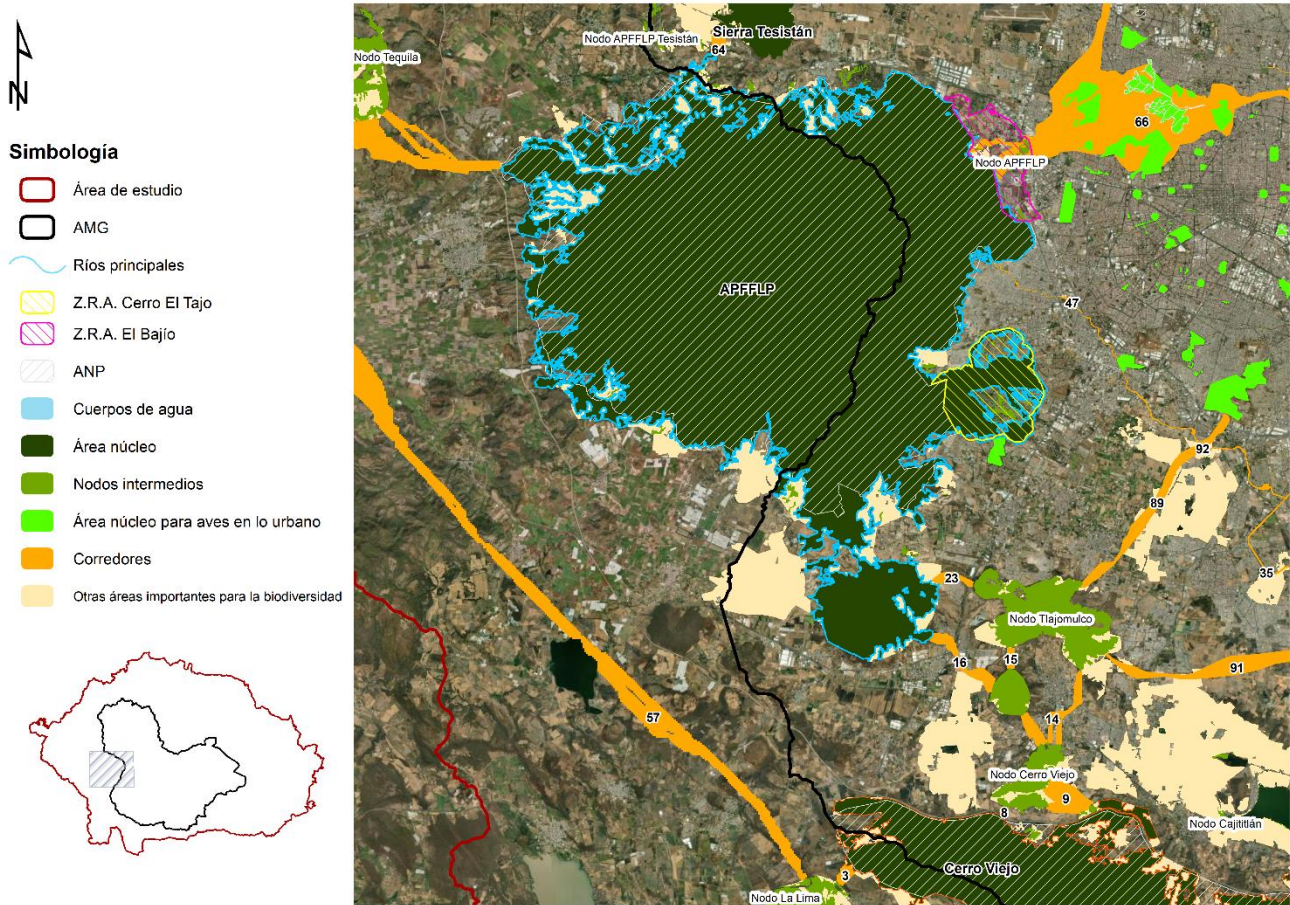 N
Simbología
Área de estudio
AMG
Ríos principales
Z.R.A. Cerro El Tajo
Z.R.A. El Bajío
ANP
Cuerpos de agua
Área núcleo
Nodos intermedios
Área núcleo para aves en lo urbano
Corredores
Otras áreas importantes para la biodiversidad
Nodo Tequila
Nodo APFFLP Tesistán
Sierra Tesistán
64
66
Nodo APFFLP
APFFLP
47
92
89
35
23
Nodo Tlajomulco
16
15
91
57
14
Nodo Cerro Viejo
9
8
Nodo Cajititlán
Cerro Viejo
3
Nodo La Lima